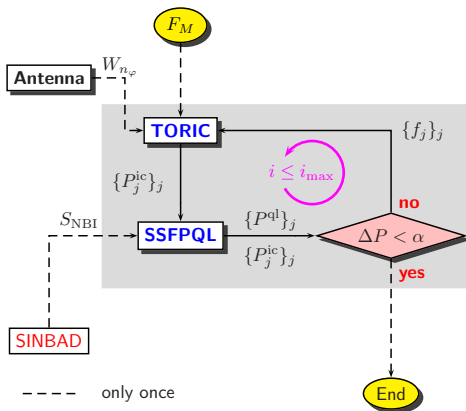 F_M
W_{n_φ}
Antenna
TORIC
{f_j}_j
{P_j^{ic}}_j
i ≤ i_max
S_NBI
{P^{ql}}_j
no
SSFPQL
ΔP < α
{P_j^{ic}}_j
yes
SINBAD
only once
End